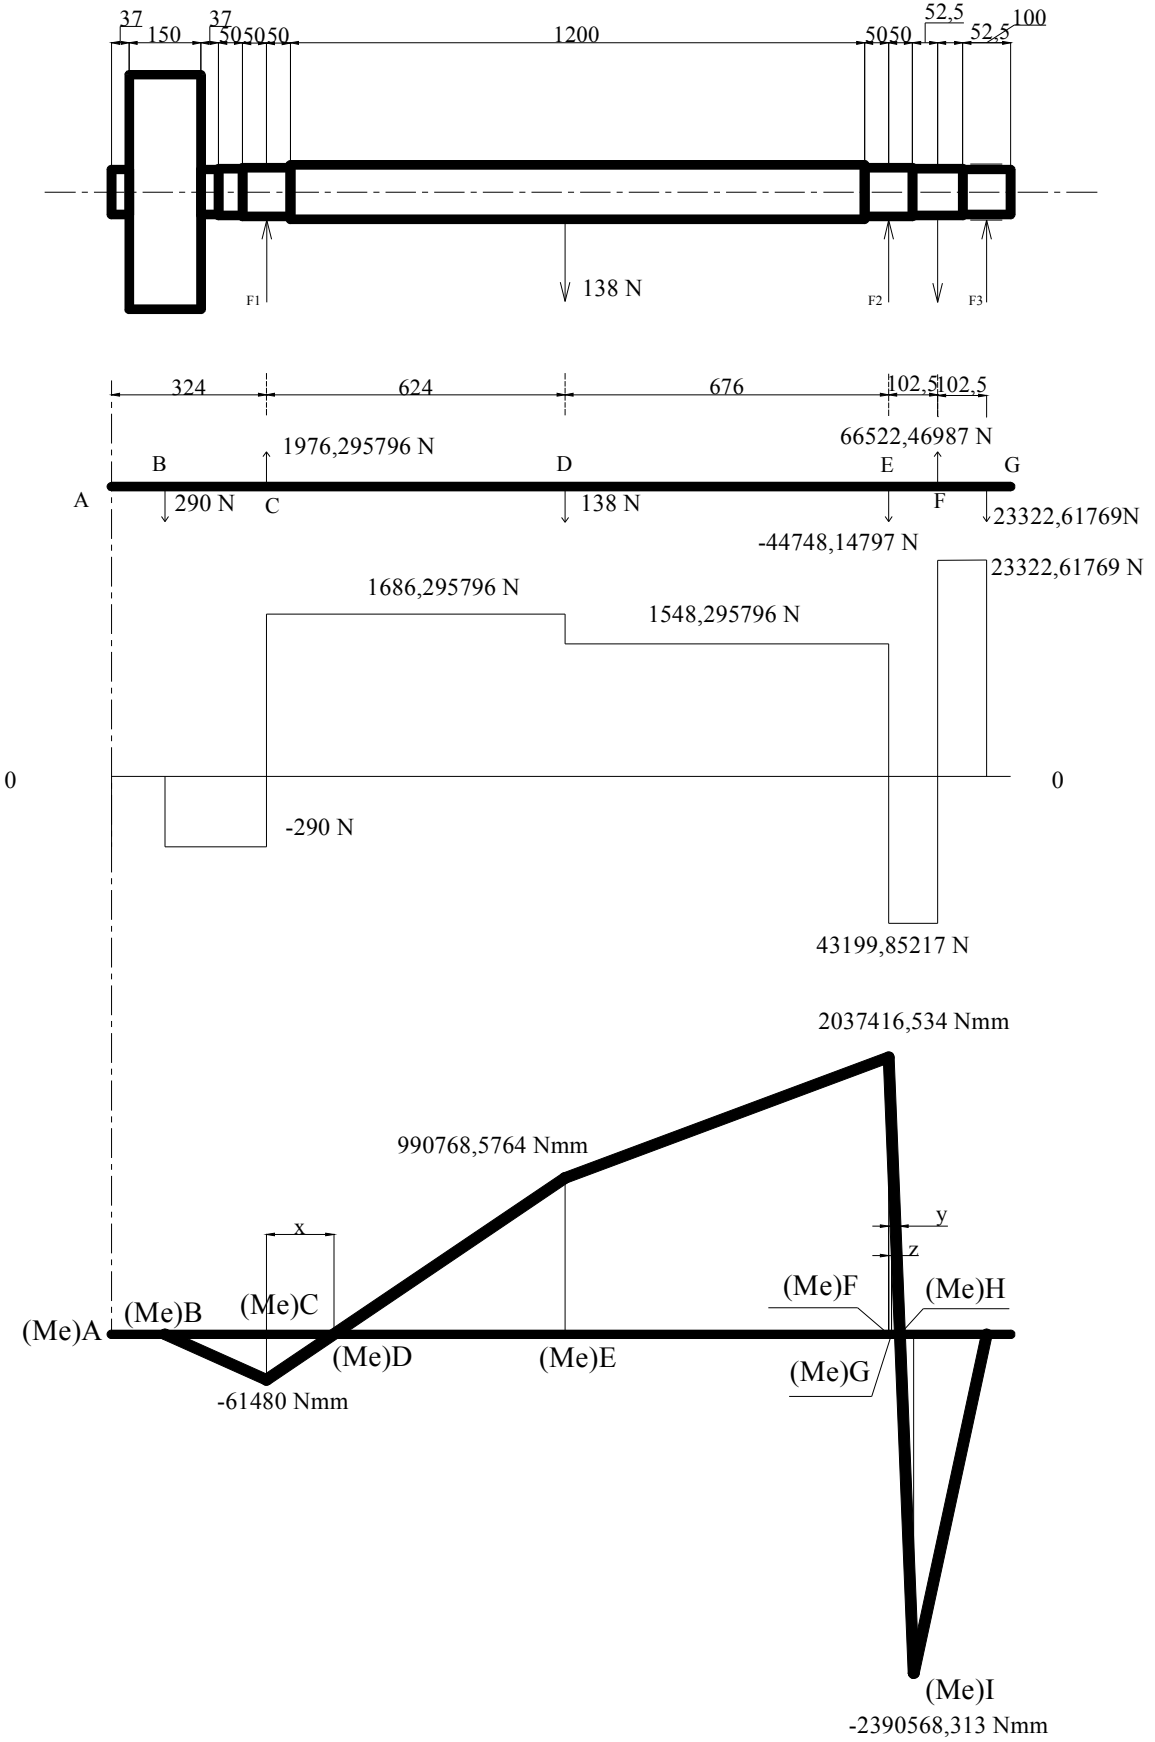 37 37 52,5 100
150 50 50 50 1200 50 50 52,5
F1 138 N F2 F3
324 624 676 102,5 102,5
1976,295796 N 66522,46987 N
B D E G
A 290 N C 138 N F 23322,61769N
-44748,14797 N
23322,61769 N
1686,295796 N
1548,295796 N
0 0
-290 N
43199,85217 N
2037416,534 Nmm
990768,5764 Nmm
x y
z
(Me)F (Me)H
(Me)A (Me)B (Me)C
(Me)D (Me)E (Me)G
-61480 Nmm
(Me)I
-2390568,313 Nmm